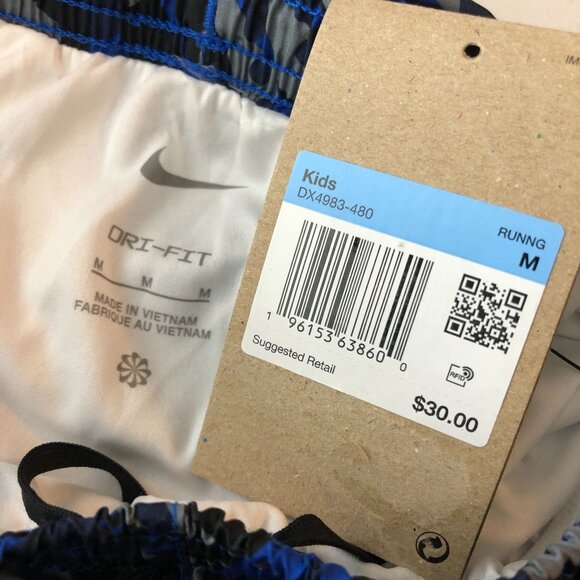 DRI-FIT
M M M
MADE IN VIETNAM
FABRIQUE AU VIETNAM
Kids
DX4983-480
RUNNG
M
1 96153 63860 0
Suggested Retail
RFID
$30.00